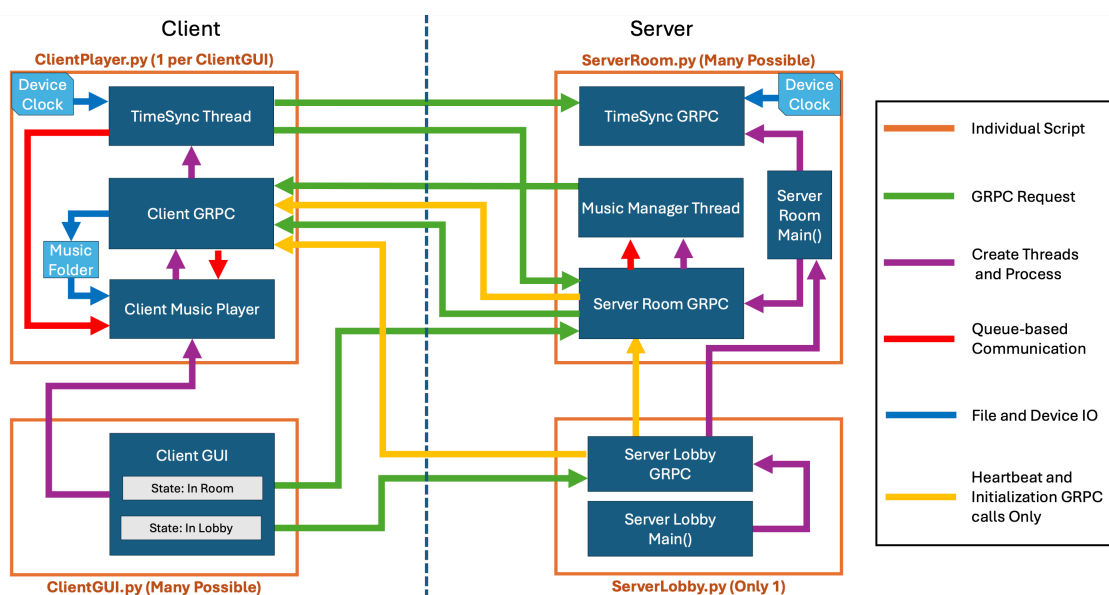 Client
Server
ClientPlayer.py (1 per ClientGUI)
ServerRoom.py (Many Possible)
Device
Clock
TimeSync Thread
TimeSync GRPC
Device
Clock
Client GRPC
Music Manager Thread
Server
Room
Main()
Music
Folder
Client Music Player
Server Room GRPC
Client GUI
State: In Room
State: In Lobby
Server Lobby
GRPC
Server Lobby
Main()
ClientGUI.py (Many Possible)
ServerLobby.py (Only 1)
Individual Script
GRPC Request
Create Threads
and Process
Queue-based
Communication
File and Device IO
Heartbeat and
Initialization GRPC
calls Only